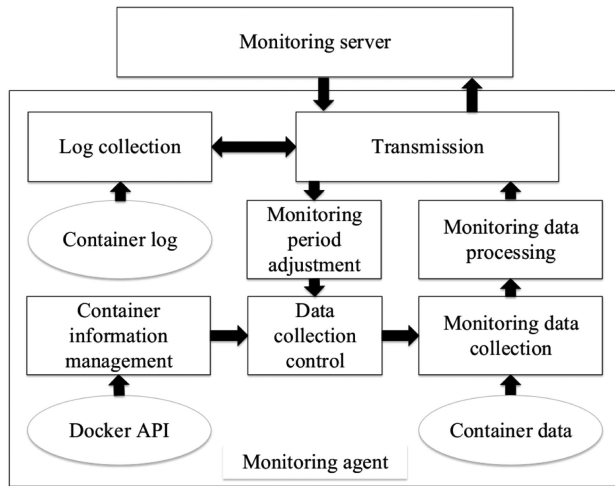 Monitoring server
Log collection
Transmission
Container log
Monitoring
period
adjustment
Monitoring data
processing
Container
information
management
Data
collection
control
Monitoring data
collection
Docker API
Container data
Monitoring agent